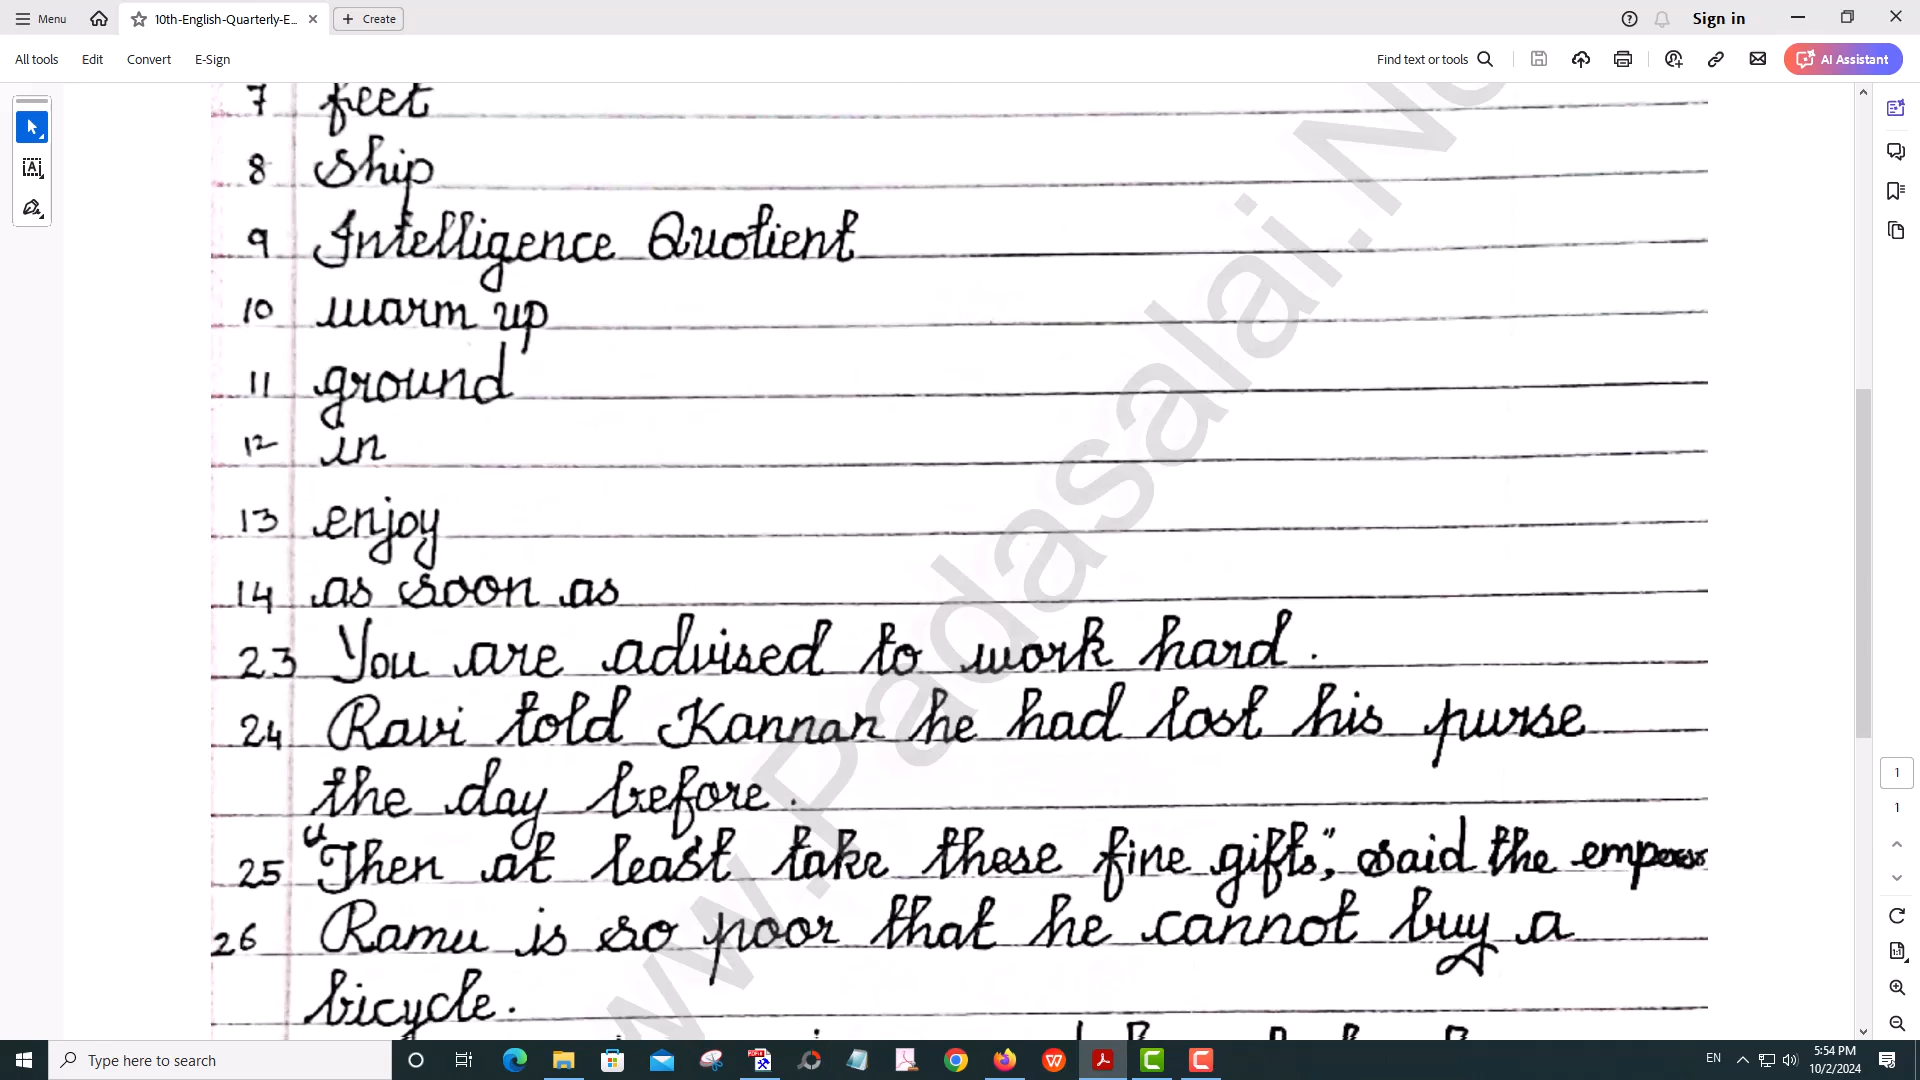 Menu
10th-English-Quarterly-E...
Create
Sign in
All tools Edit Convert E-Sign
Find text or tools
AI Assistant
7 feet
8 ship
9 Intelligence Quotient
10 warm up
11 ground
12 in
13 enjoy
14 as soon as
23 You are advised to work hard.
24 Ravi told Kannan he had lost his purse
the day before.
25 "Then at least take these fine gifts", said the emperor
26 Ramu is so poor that he cannot buy a
bicycle.
www.Padasalai.Ne
1
1
Type here to search
EN
5:54 PM
10/2/2024